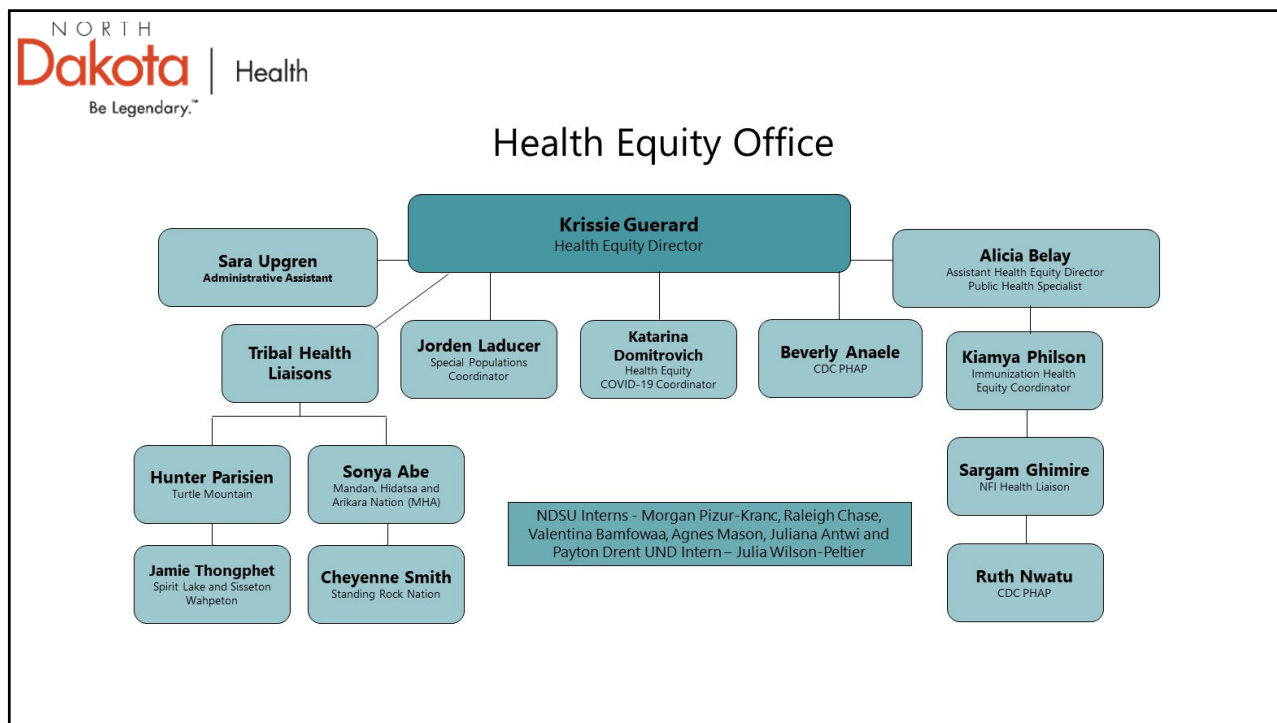 NORTH
Dakota
Be Legendary.™
Health
Health Equity Office
Krissie Guerard
Health Equity Director
Sara Upgren
Administrative Assistant
Alicia Belay
Assistant Health Equity Director
Public Health Specialist
Tribal Health
Liaisons
Jorden Laducer
Special Populations
Coordinator
Katarina
Domitrovich
Health Equity
COVID-19 Coordinator
Beverly Anaele
CDC PHAP
Kiamya Philson
Immunization Health
Equity Coordinator
Hunter Parisien
Turtle Mountain
Sonya Abe
Mandan, Hidatsa and
Arikara Nation (MHA)
Sargam Ghimire
NFI Health Liaison
NDSU Interns - Morgan Pizur-Kranc, Raleigh Chase,
Valentina Bamfowaa, Agnes Mason, Juliana Antwi and
Payton Drent UND Intern – Julia Wilson-Peltier
Jamie Thongphet
Spirit Lake and Sisseton
Wahpeton
Cheyenne Smith
Standing Rock Nation
Ruth Nwatu
CDC PHAP